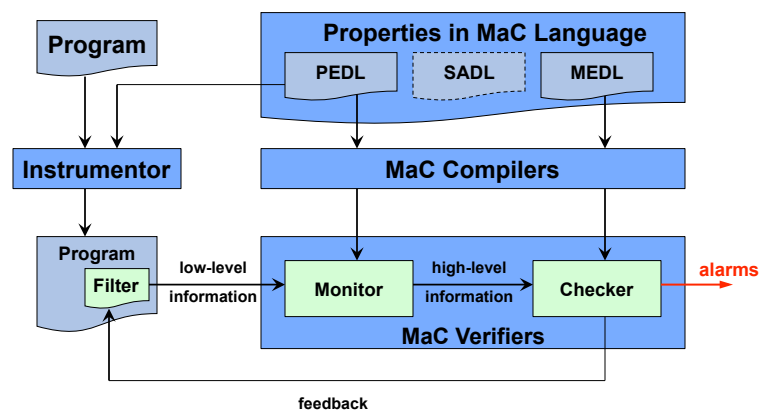 Program
Properties in MaC Language
PEDL
SADL
MEDL
Instrumentor
MaC Compilers
Program
Filter
low-level
information
Monitor
high-level
information
Checker
alarms
MaC Verifiers
feedback